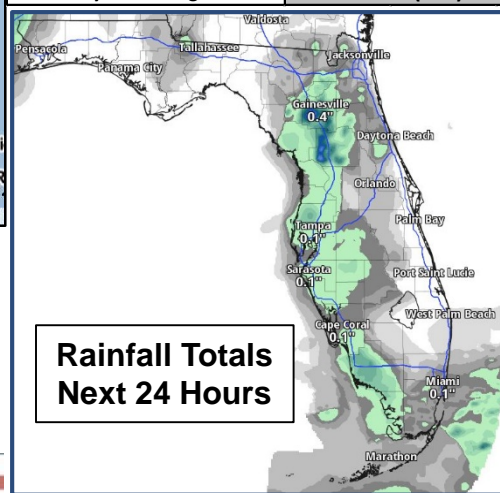 Valdosta
Pensacola
Tallahassee
Jacksonville
Panama City
Gainesville
0.4"
Daytona Beach
Orlando
Tampa
0.1"
Palm Bay
Sarasota
0.1"
Port Saint Lucie
West Palm Beach
Cape Coral
0.1"
Rainfall Totals
Next 24 Hours
Miami
0.1"
Marathon